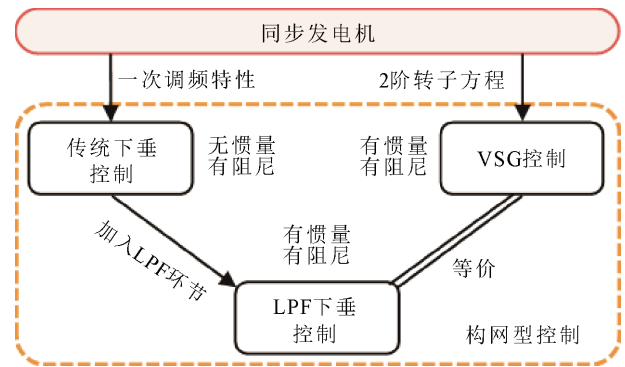 同步发电机
一次调频特性
2阶转子方程
传统下垂
控制
无惯量
有阻尼
有惯量
有阻尼
VSG控制
加入LPF环节
有惯量
有阻尼
LPF下垂
控制
等价
构网型控制